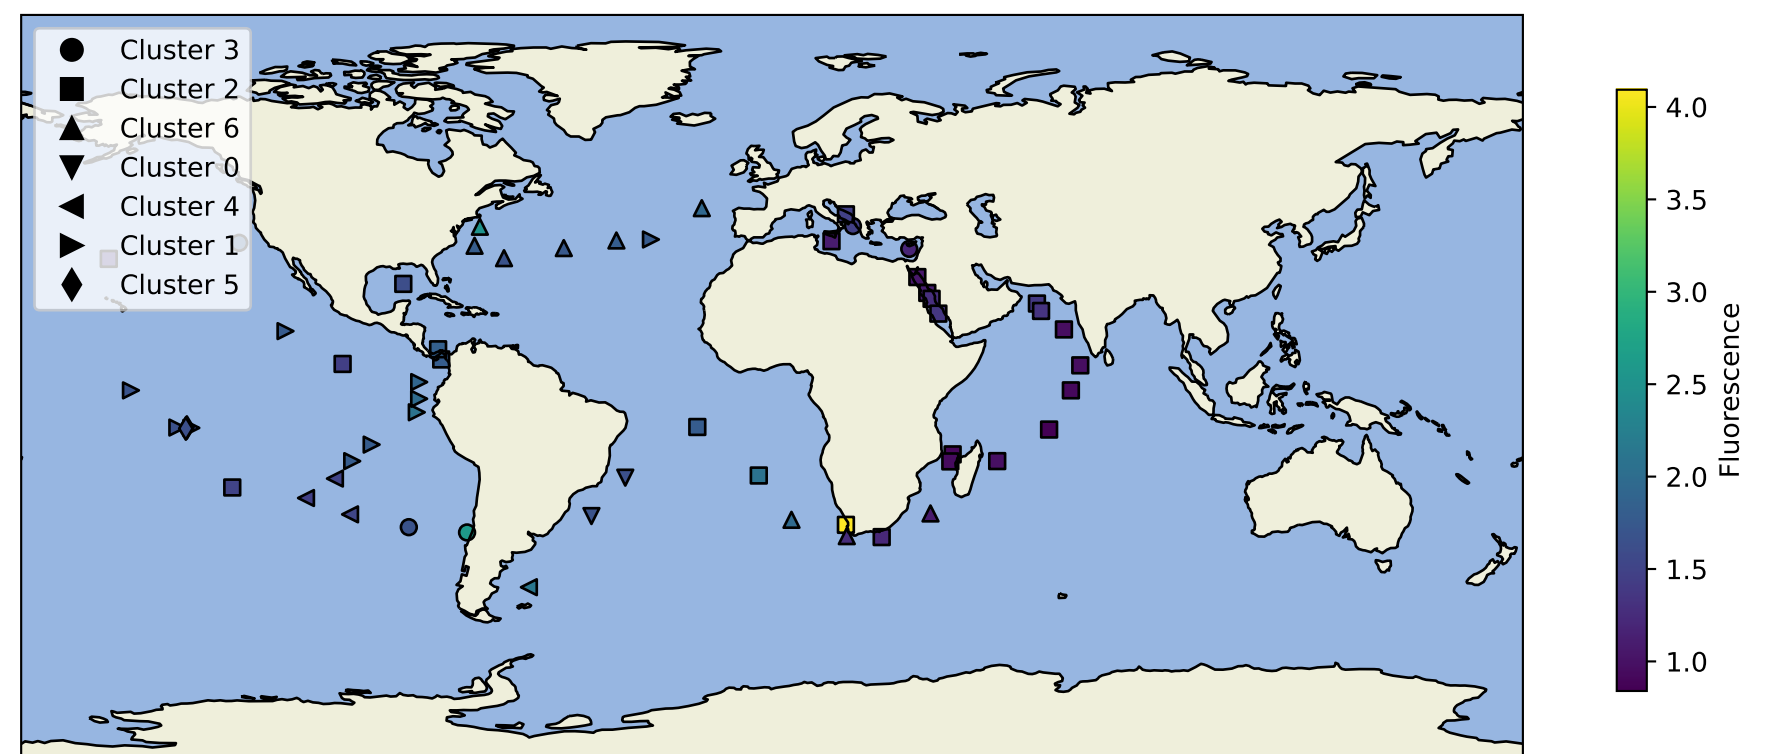 Cluster 3
Cluster 2
Cluster 6
Cluster 0
Cluster 4
Cluster 1
Cluster 5
4.0
3.5
3.0
2.5
2.0
1.5
1.0
Fluorescence